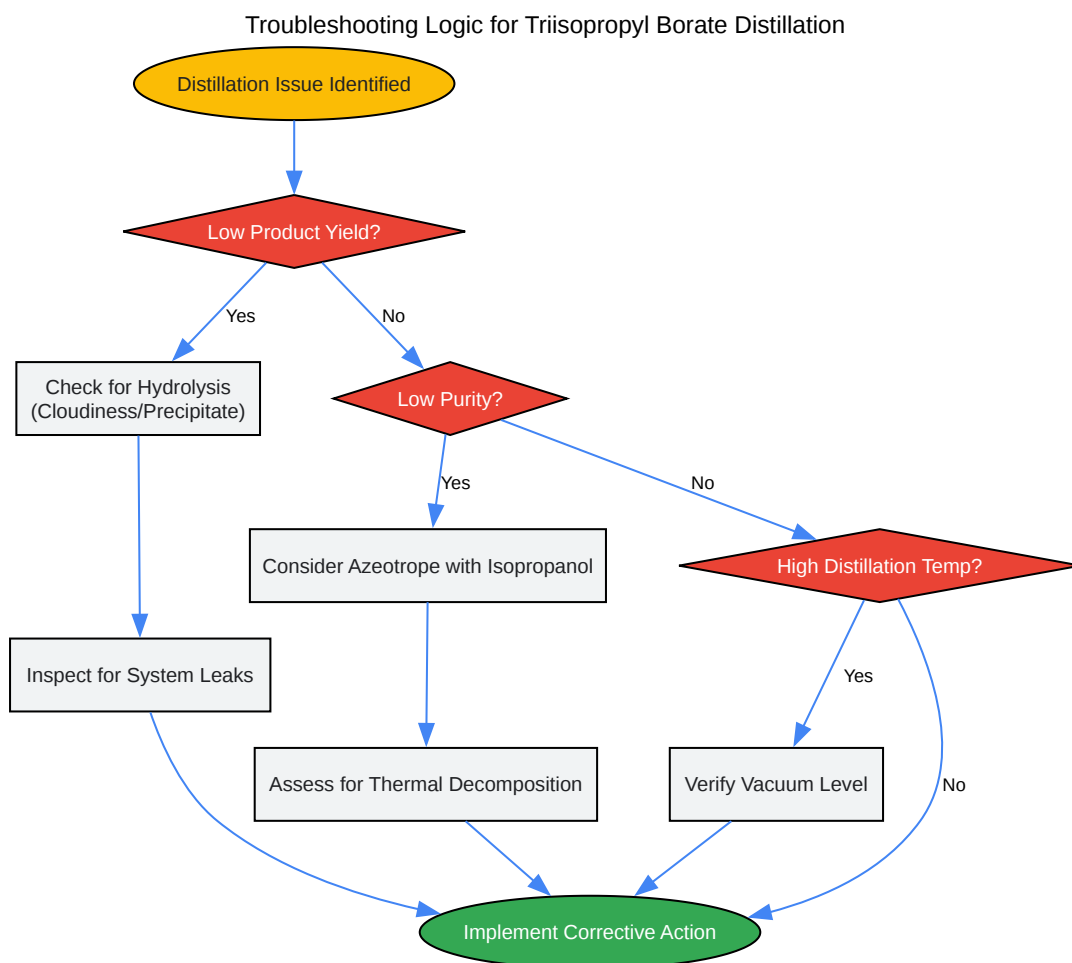 Troubleshooting Logic for Triisopropyl Borate Distillation
Distillation Issue Identified
Low Product Yield?
Yes
No
Check for Hydrolysis
(Cloudiness/Precipitate)
Low Purity?
Yes
No
Consider Azeotrope with Isopropanol
High Distillation Temp?
Inspect for System Leaks
Yes
Assess for Thermal Decomposition
Verify Vacuum Level
No
Implement Corrective Action